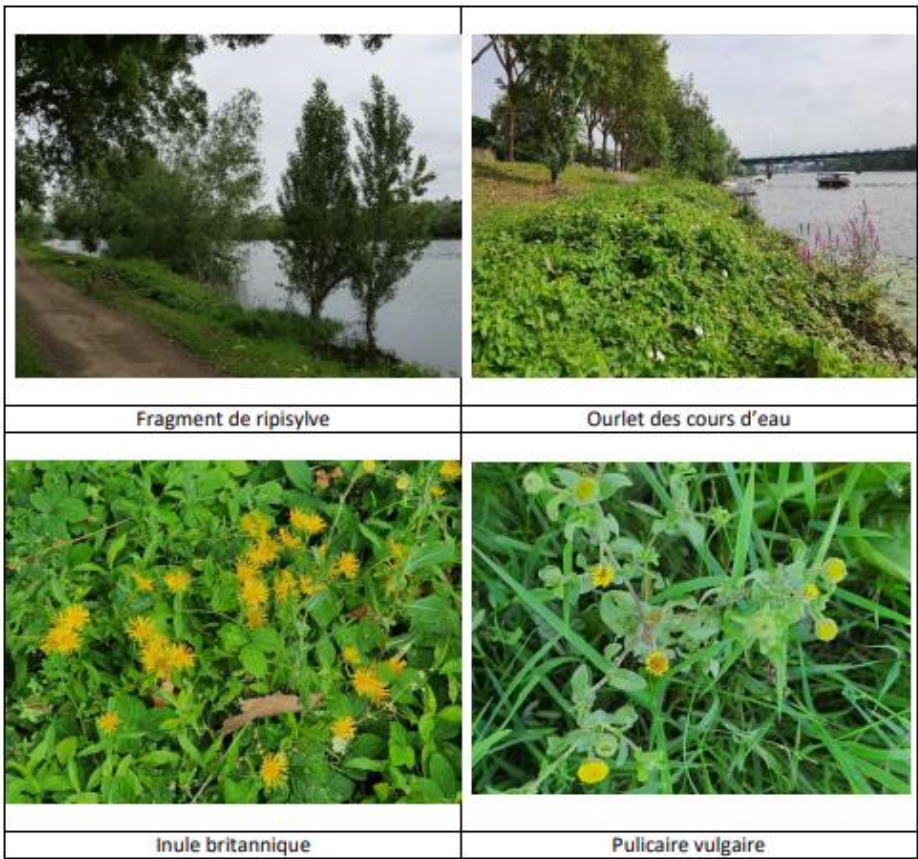 Fragment de ripisylve
Ourlet des cours d'eau
Inule britannique
Pulicaire vulgaire